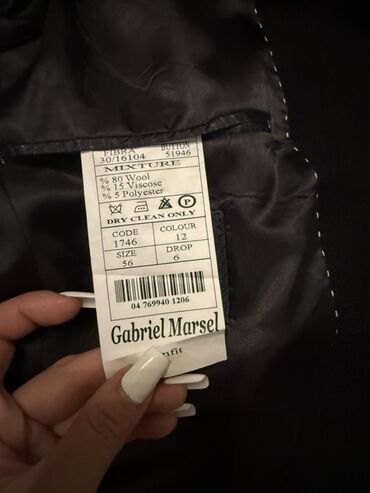 FIBRA BUTTON
30/16104 51946
MIXTURE
% 80 Wool
% 15 Viscose
% 5 Polyester
P
DRY CLEAN ONLY
CODE COLOUR
1746 12
SIZE DROP
56 6
04 769940 1206
Gabriel Marsel